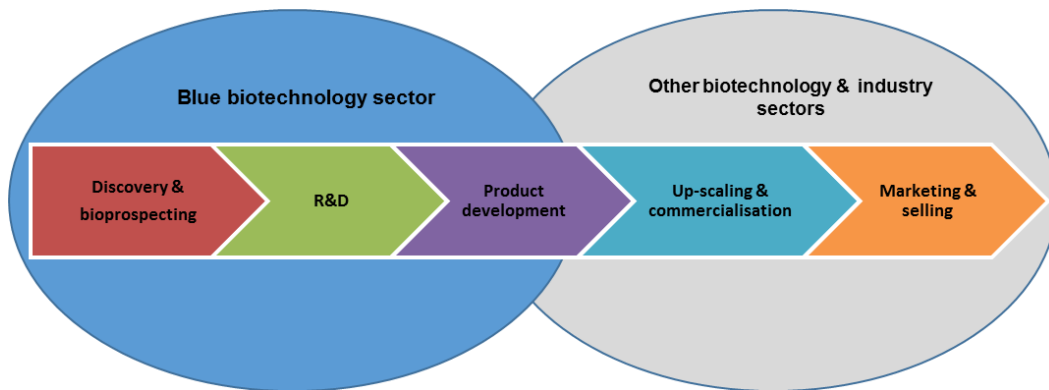 Blue biotechnology sector
Other biotechnology & industry
sectors
Discovery &
bioprospecting
R&D
Product
development
Up-scaling &
commercialisation
Marketing &
selling